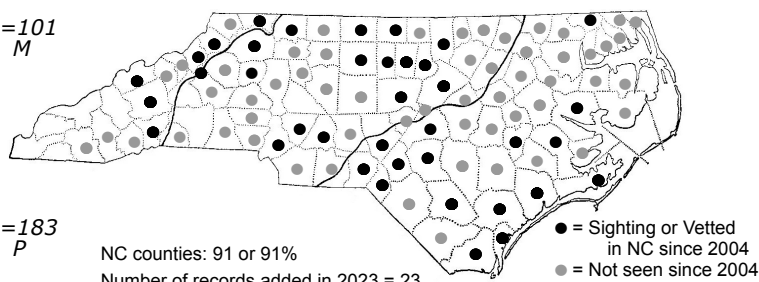 =101
M
=183
P
NC counties: 91 or 91%
Number of records added in 2023 = 23
= Sighting or Vetted
in NC since 2004
= Not seen since 2004